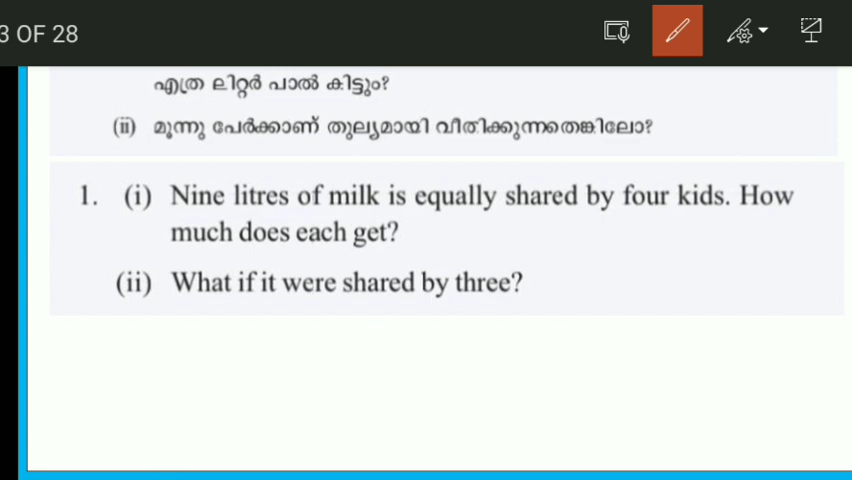 3 OF 28
എത്ര ലിറ്റർ പാൽ കിട്ടും?
(ii) മൂന്നു പേർക്കാണ് തുല്യമായി വീതിക്കുന്നതെങ്കിലോ?
1. (i) Nine litres of milk is equally shared by four kids. How
much does each get?
(ii) What if it were shared by three?